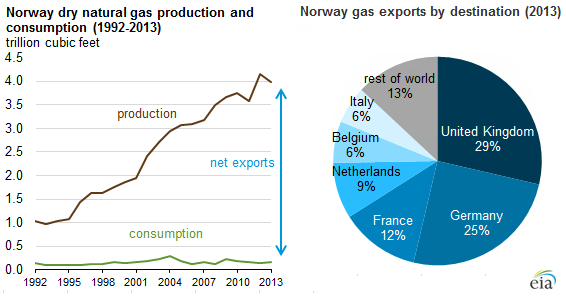 Norway dry natural gas production and
consumption (1992-2013)
trillion cubic feet
4.5
4.0
3.5
3.0
2.5
2.0
1.5
1.0
0.5
0.0
production
net exports
consumption
1992 1995 1998 2001 2004 2007 2010 2013
Norway gas exports by destination (2013)
rest of world
13%
Italy
6%
Belgium
6%
Netherlands
9%
France
12%
Germany
25%
United Kingdom
29%
eia